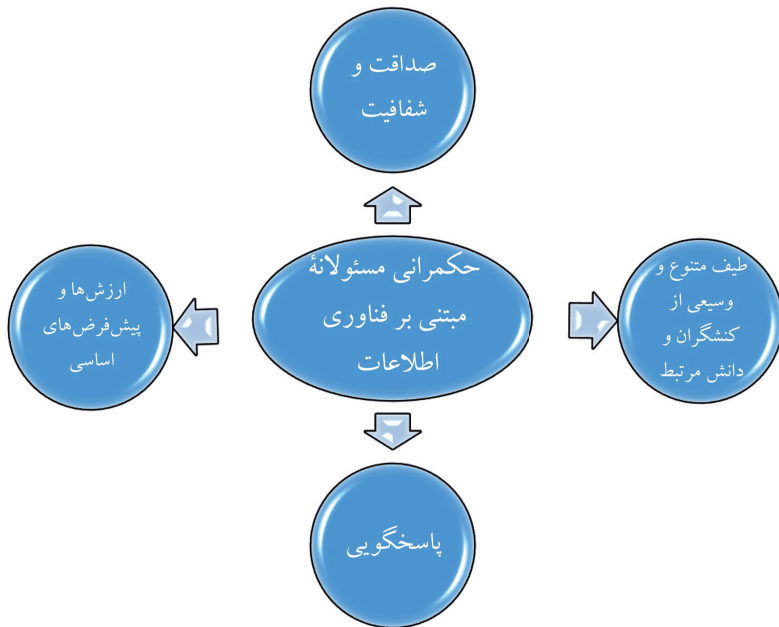 صداقت و
شفافیت
حکمرانی مسئولانۀ
مبتنی بر فناوری
اطلاعات
طیف متنوع و
وسیعی از
کنشگران و
دانش مرتبط
ارزش‌ها و
پیش‌فرض‌های
اساسی
پاسخگویی